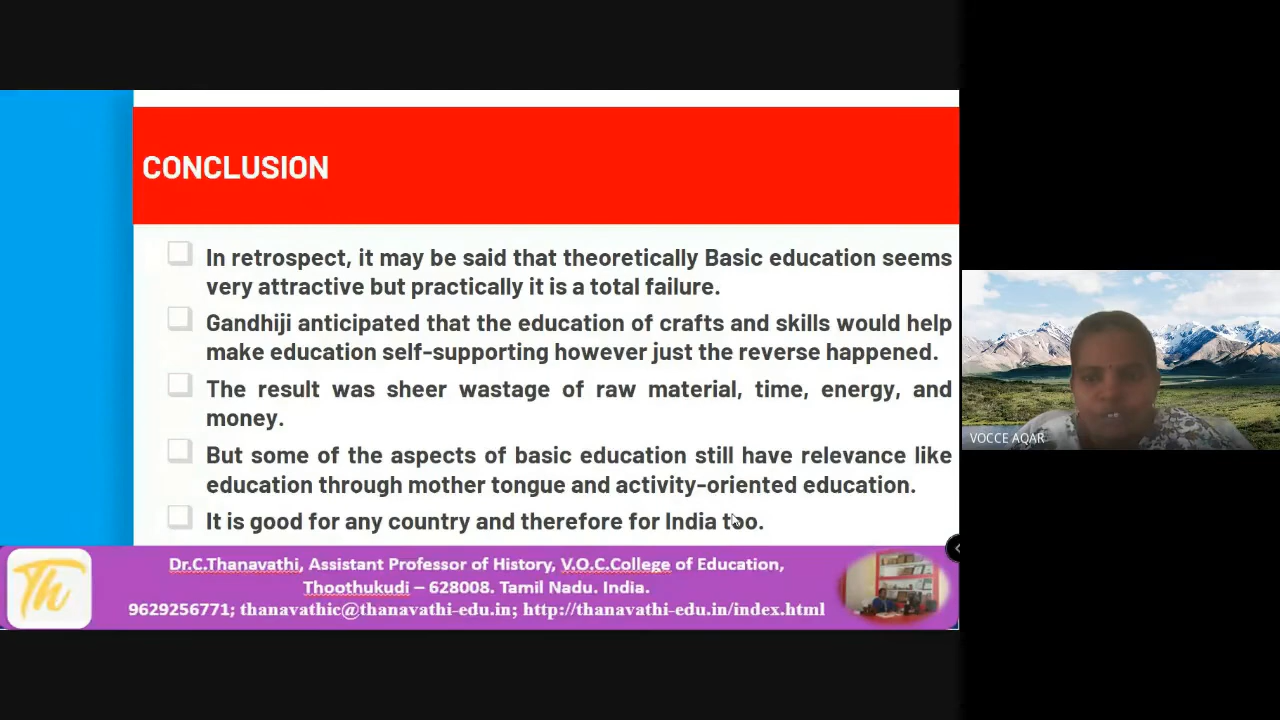 CONCLUSION
In retrospect, it may be said that theoretically Basic education seems
very attractive but practically it is a total failure.
Gandhiji anticipated that the education of crafts and skills would help
make education self-supporting however just the reverse happened.
The result was sheer wastage of raw material, time, energy, and
money.
But some of the aspects of basic education still have relevance like
education through mother tongue and activity-oriented education.
It is good for any country and therefore for India too.
Th
Dr.C.Thanavathi, Assistant Professor of History, V.O.C.College of Education,
Thoothukudi – 628008. Tamil Nadu. India.
9629256771; thanavathic@thanavathi-edu.in; http://thanavathi-edu.in/index.html
VOCCE AQAR